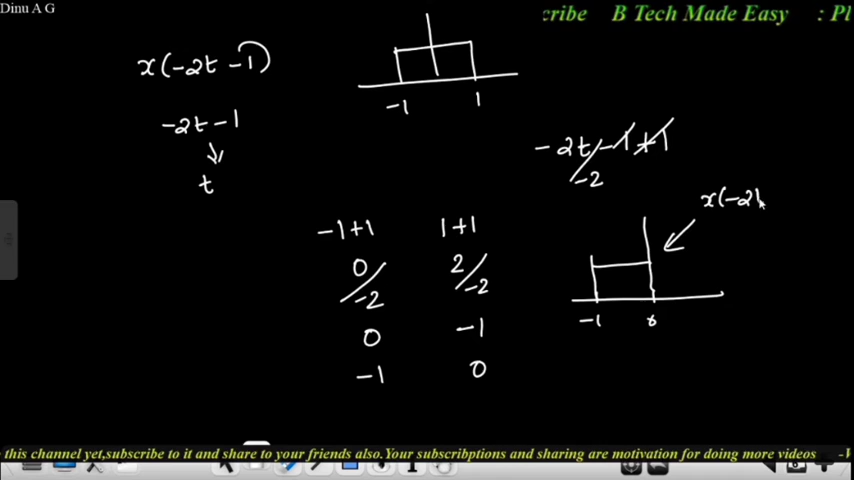 Dinu A G
cribe B Tech Made Easy : Pl
x(-2t -1)
-1 1
-2t -1
t
-2t -1 +1
-2
x(-2
-1+1 1+1
0 2
-2 -2
0 -1
-1 0
-1 0
this channel yet,subscribe to it and share to your friends also.Your subscribptions and sharing are motivation for doing more videos